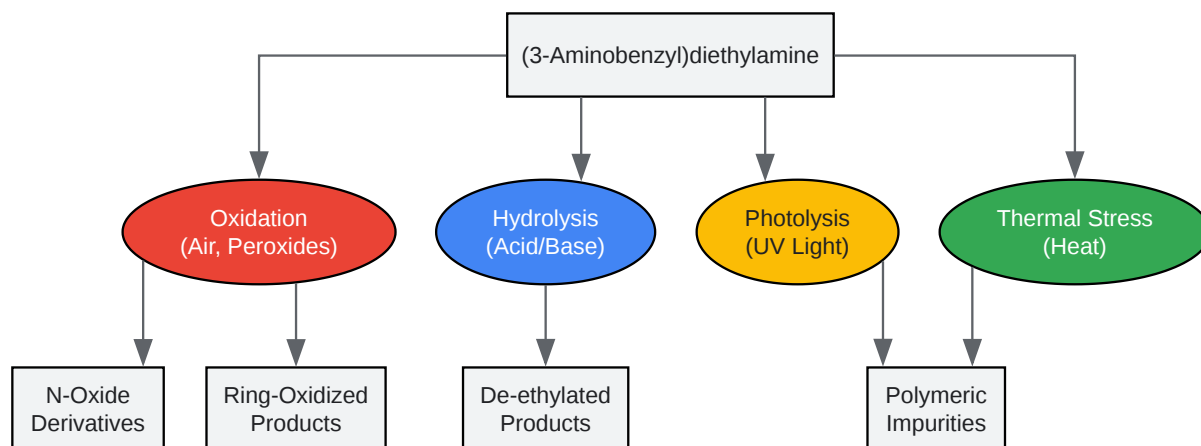 (3-Aminobenzyl)diethylamine
Oxidation
(Air, Peroxides)
Hydrolysis
(Acid/Base)
Photolysis
(UV Light)
Thermal Stress
(Heat)
N-Oxide
Derivatives
Ring-Oxidized
Products
De-ethylated
Products
Polymeric
Impurities